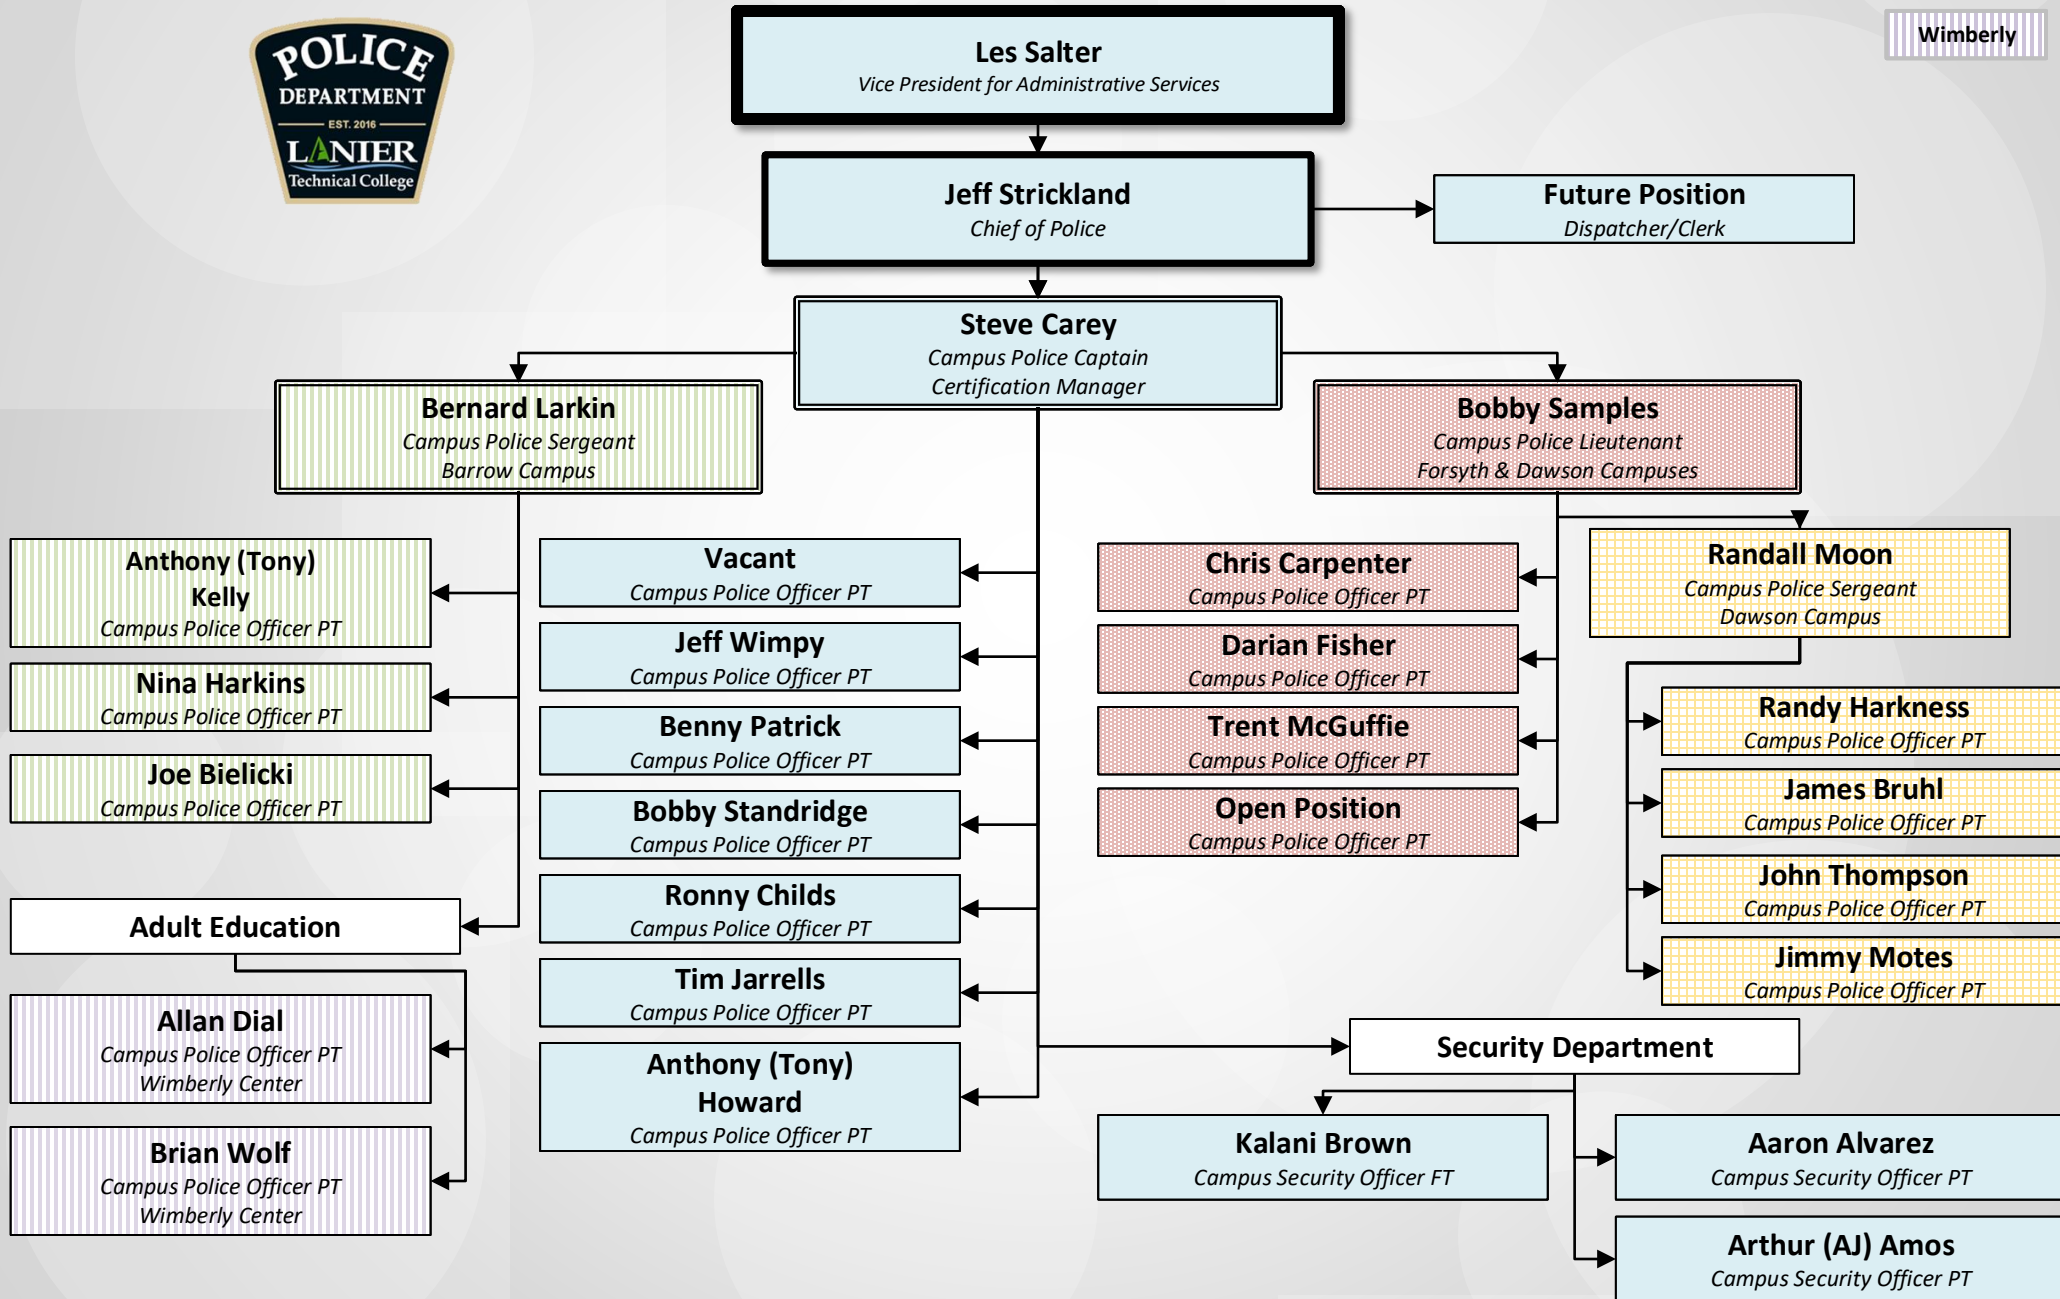 POLICE
DEPARTMENT
EST. 2016
LANIER
Technical College
Les Salter
Vice President for Administrative Services
Wimberly
Jeff Strickland
Chief of Police
Future Position
Dispatcher/Clerk
Steve Carey
Campus Police Captain
Certification Manager
Bernard Larkin
Campus Police Sergeant
Barrow Campus
Bobby Samples
Campus Police Lieutenant
Forsyth & Dawson Campuses
Anthony (Tony)
Kelly
Campus Police Officer PT
Nina Harkins
Campus Police Officer PT
Joe Bielicki
Campus Police Officer PT
Adult Education
Allan Dial
Campus Police Officer PT
Wimberly Center
Brian Wolf
Campus Police Officer PT
Wimberly Center
Vacant
Campus Police Officer PT
Jeff Wimpy
Campus Police Officer PT
Benny Patrick
Campus Police Officer PT
Bobby Standridge
Campus Police Officer PT
Ronny Childs
Campus Police Officer PT
Tim Jarrells
Campus Police Officer PT
Anthony (Tony)
Howard
Campus Police Officer PT
Chris Carpenter
Campus Police Officer PT
Darian Fisher
Campus Police Officer PT
Trent McGuffie
Campus Police Officer PT
Open Position
Campus Police Officer PT
Randall Moon
Campus Police Sergeant
Dawson Campus
Randy Harkness
Campus Police Officer PT
James Bruhl
Campus Police Officer PT
John Thompson
Campus Police Officer PT
Jimmy Motes
Campus Police Officer PT
Security Department
Kalani Brown
Campus Security Officer FT
Aaron Alvarez
Campus Security Officer PT
Arthur (AJ) Amos
Campus Security Officer PT